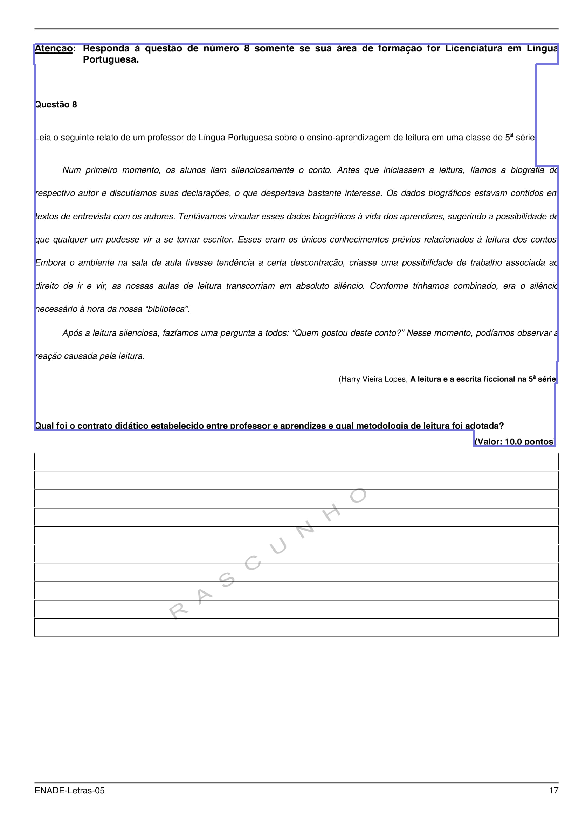 Atenção: Responda à questão de número 8 somente se sua área de formação for Licenciatura em Língua
Portuguesa.
Questão 8
Leia o seguinte relato de um professor de Língua Portuguesa sobre o ensino-aprendizagem de leitura em uma classe de 5ª série
Num primeiro momento, os alunos liam silenciosamente o conto. Antes que iniciassem a leitura, líamos a biografia do
respectivo autor e discutíamos suas declarações, o que despertava bastante interesse. Os dados biográficos estavam contidos em
textos de entrevista com os autores. Tentávamos vincular esses dados biográficos à vida dos aprendizes, sugerindo a possibilidade de
que qualquer um pudesse vir a se tornar escritor. Esses eram os únicos conhecimentos prévios relacionados à leitura dos contos
Embora o ambiente na sala de aula tivesse tendência a certa descontração, criasse uma possibilidade de trabalho associada ao
direito de ir e vir, as nossas aulas de leitura transcorriam em absoluto silêncio. Conforme tínhamos combinado, era o silêncio
necessário à hora da nossa "biblioteca".
Após a leitura silenciosa, fazíamos uma pergunta a todos: "Quem gostou deste conto?" Nesse momento, podíamos observar a
reação causada pela leitura.
(Harry Vieira Lopes, A leitura e a escrita ficcional na 5ª série
Qual foi o contrato didático estabelecido entre professor e aprendizes e qual metodologia de leitura foi adotada?
(Valor: 10,0 pontos)
RASCUNHO
ENADE-Letras-05 17